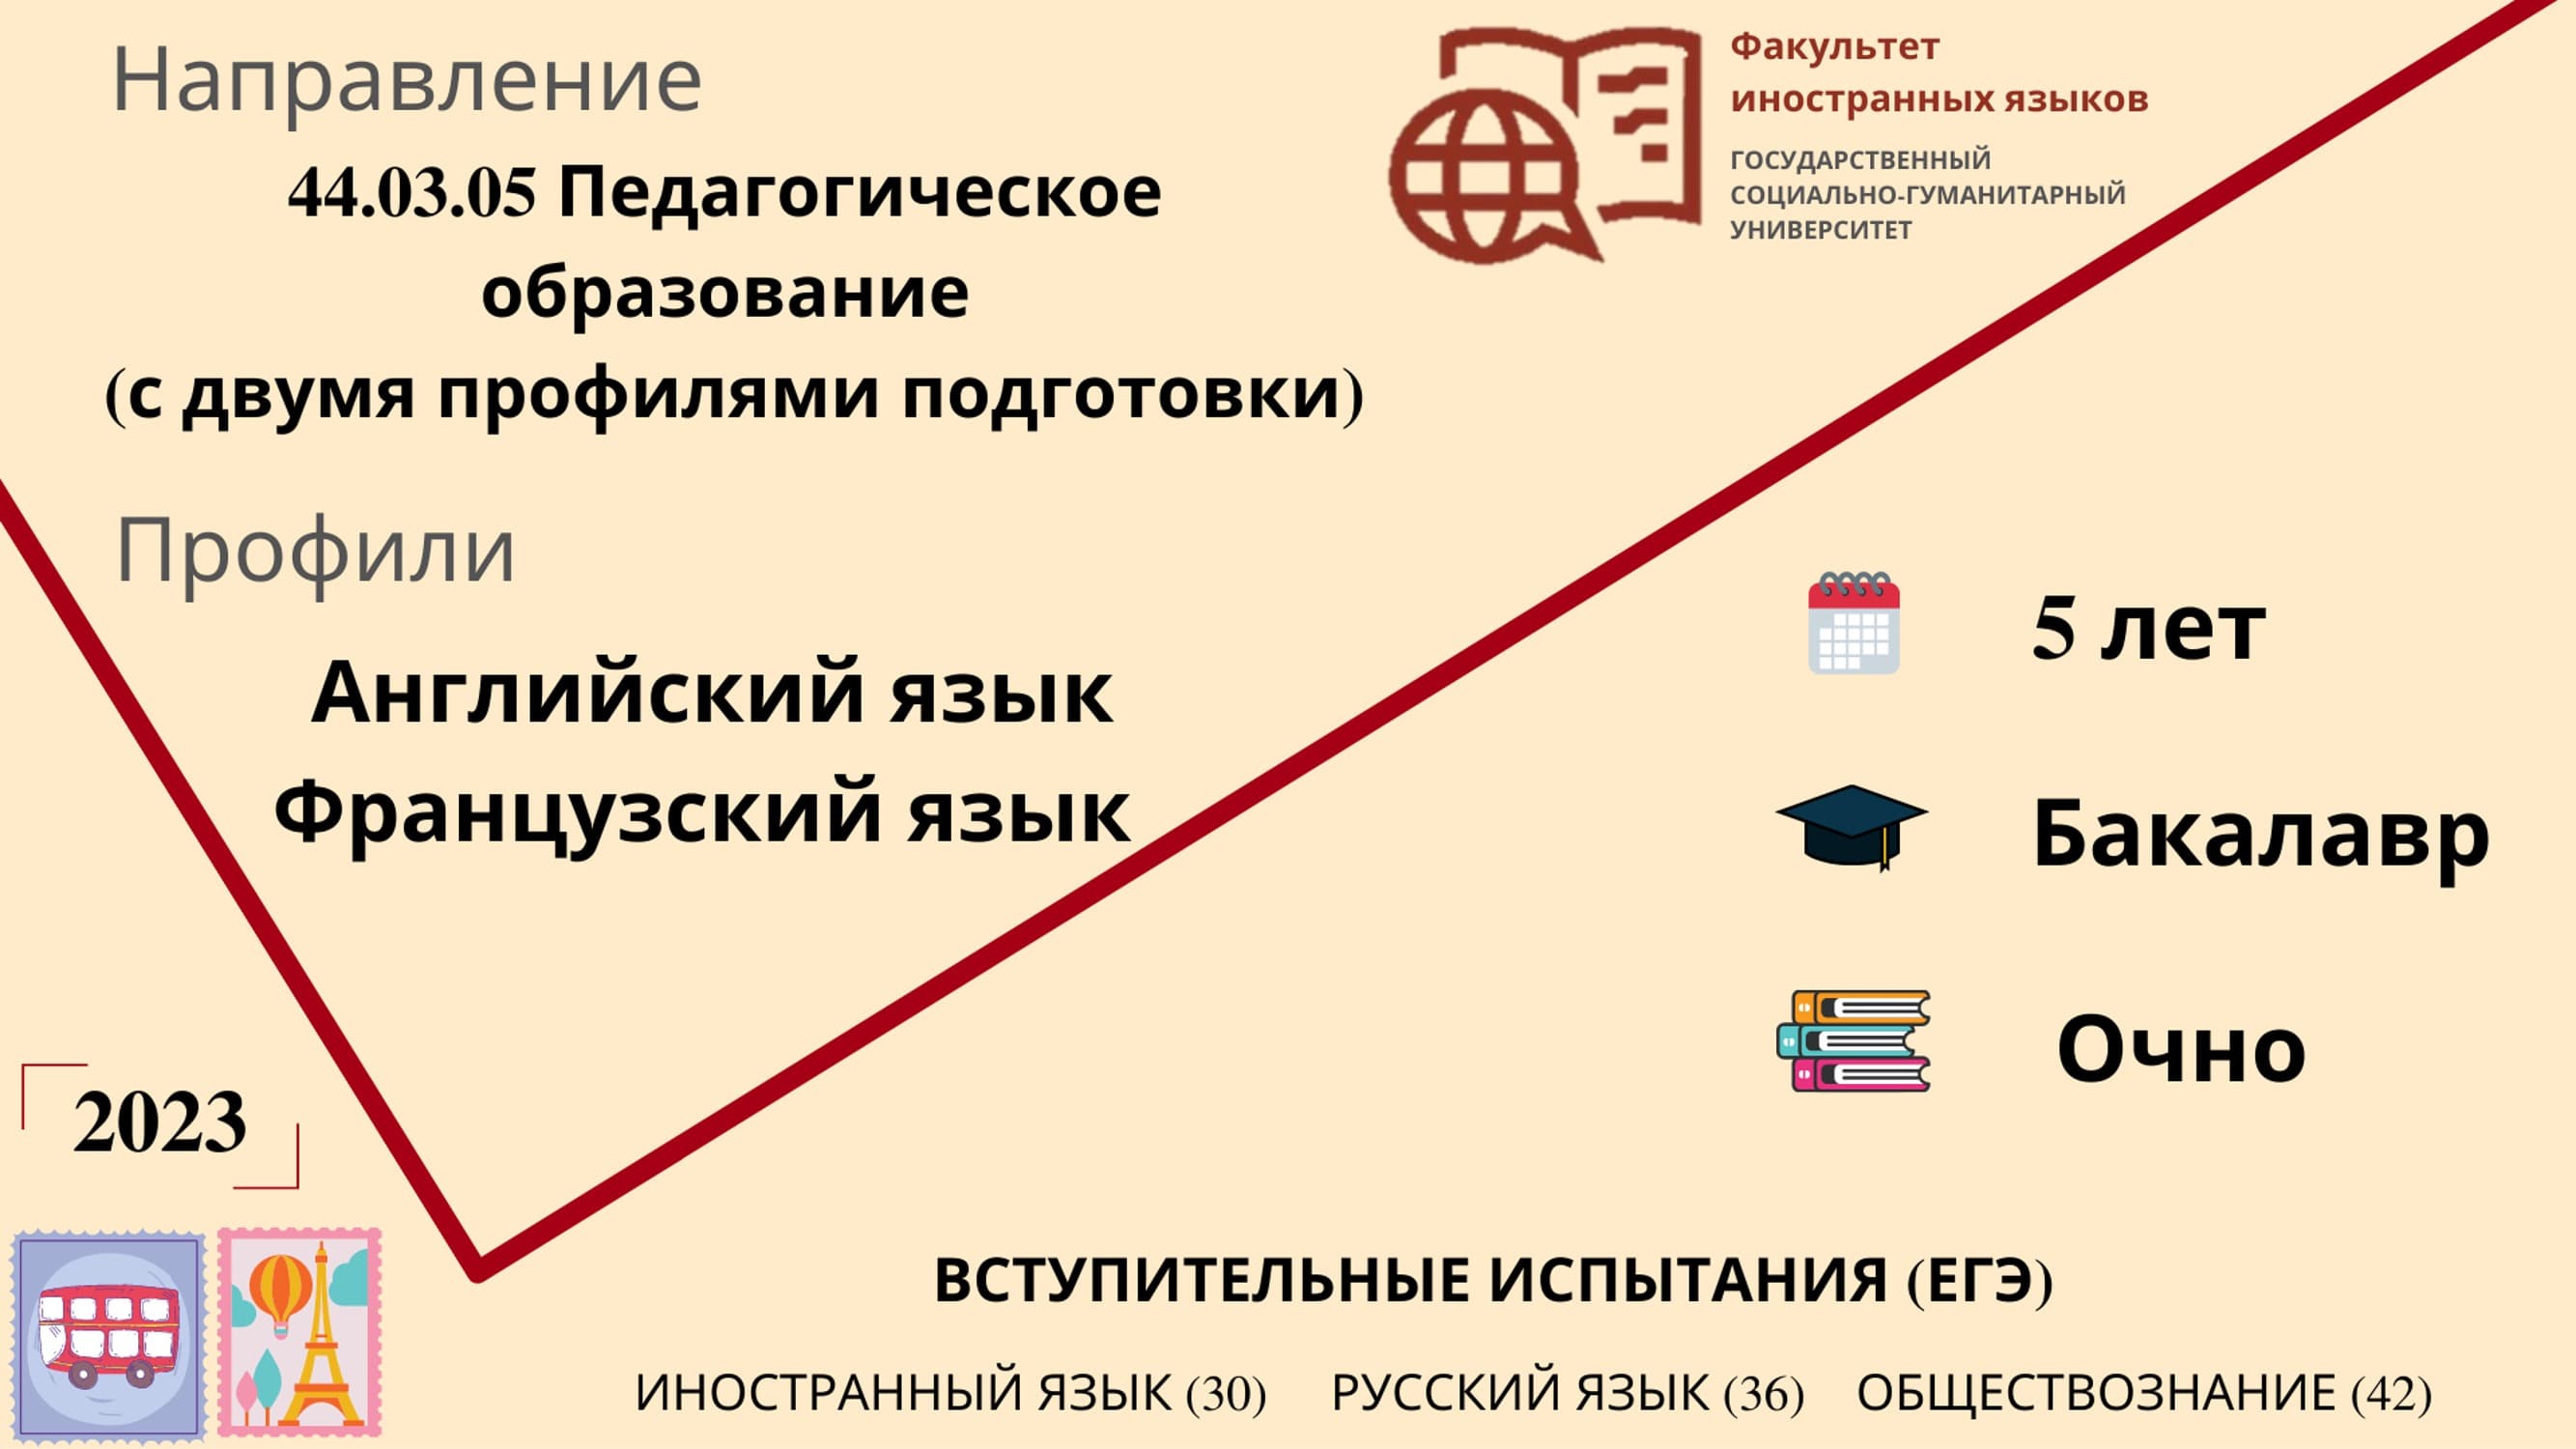 Направление
44.03.05 Педагогическое
образование
(с двумя профилями подготовки)
Факультет
иностранных языков
ГОСУДАРСТВЕННЫЙ
СОЦИАЛЬНО-ГУМАНИТАРНЫЙ
УНИВЕРСИТЕТ
Профили
Английский язык
Французский язык
5 лет
Бакалавр
Очно
2023
ВСТУПИТЕЛЬНЫЕ ИСПЫТАНИЯ (ЕГЭ)
ИНОСТРАННЫЙ ЯЗЫК (30) РУССКИЙ ЯЗЫК (36) ОБЩЕСТВОЗНАНИЕ (42)